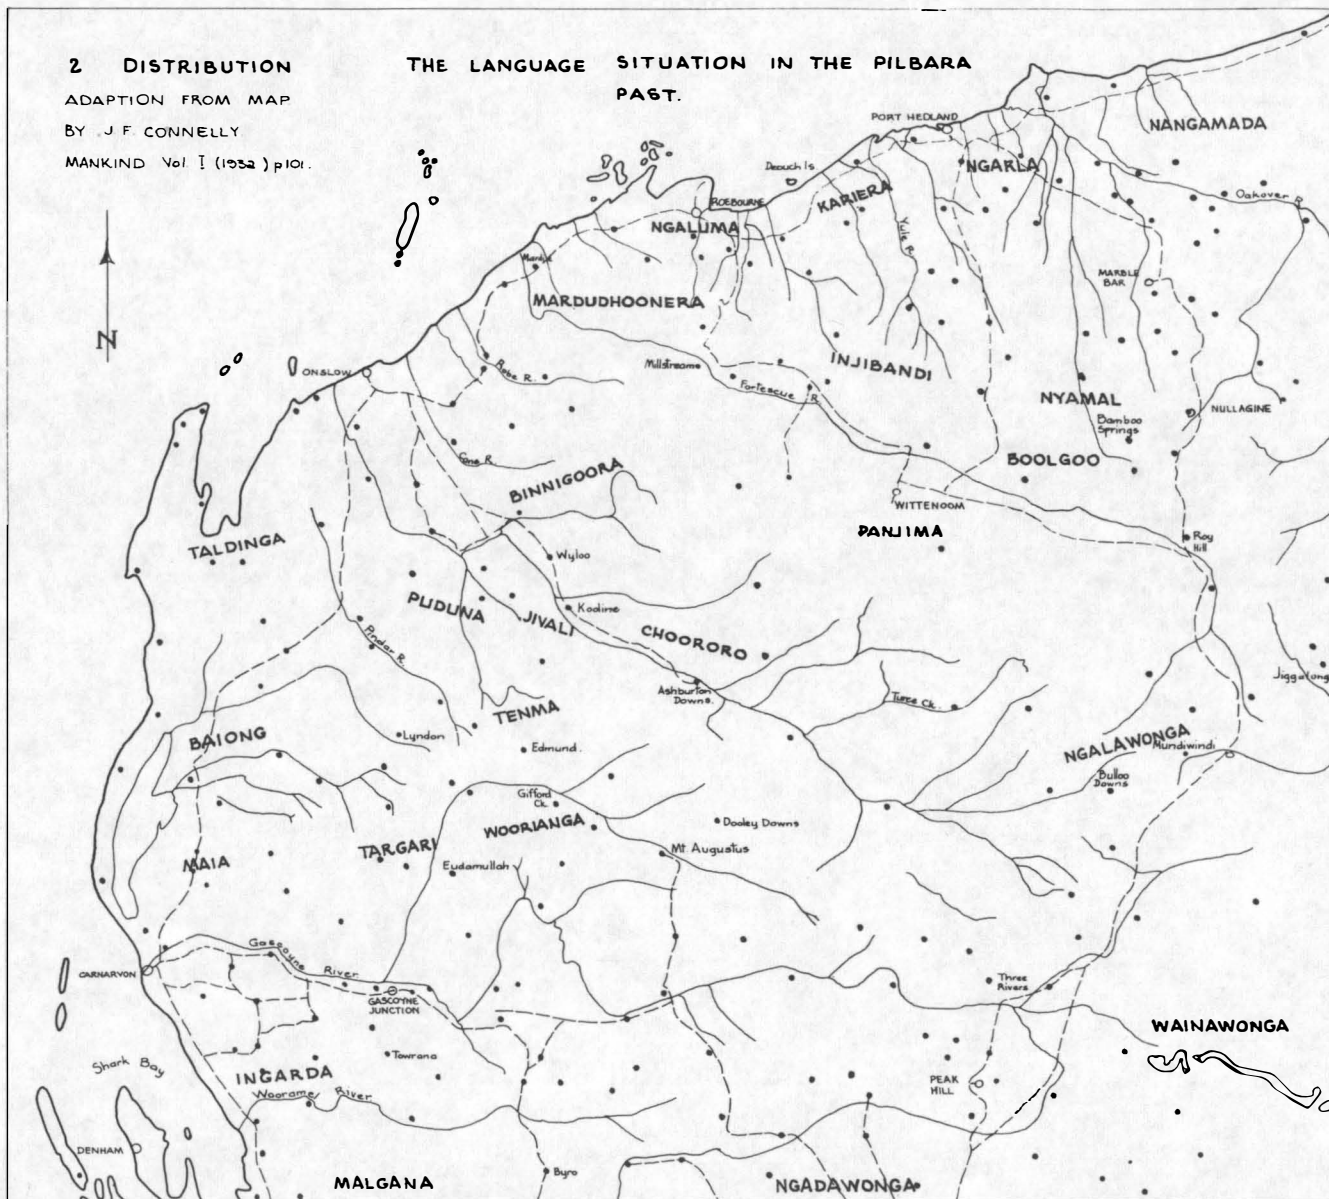 2 DISTRIBUTION
THE LANGUAGE SITUATION IN THE PILBARA
PAST.
ADAPTION FROM MAP
BY J.F. CONNELLY
MANKIND Vol. I (1932) p101.
N
PORT HEDLAND
NANGAMADA
NGARLA
Depuch Is
KARIERA
Oakover R.
ROEBOURNE
NGALUMA
Yule R.
MARBLE
BAR
MARDUDHOONERA
Millstreams
INJIBANDI
Fortescue R.
Robe R.
ONSLOW
NYAMAL
NULLAGINE
Bamboo
Springs
Cane R.
BOOLGOO
BINNIGOORA
WITTENOOM
PANJIMA
Roy
Hill
TALDINGA
Wyloo
PUDUNA
JIVALI
Kooline
CHOORORO
Pindar R.
Jiggalong
Ashburton
Downs.
Turee Ck.
TENMA
BAIONG
Lyndon
Edmund.
NGALAWONGA
Mundiwindi
Bulloo
Downs
Gifford
Ck.
WOORIANGA
Dooley Downs
MAIA
TARGARI
Mt Augustus
Eudamullah
Gascoyne River
CARNARVON
GASCOYNE
JUNCTION
Three
Rivers
WAINAWONGA
Shark Bay
Towrana
INGARDA
Woorame River
PEAK
HILL
DENHAM
Byro
MALGANA
NGADAWONGA